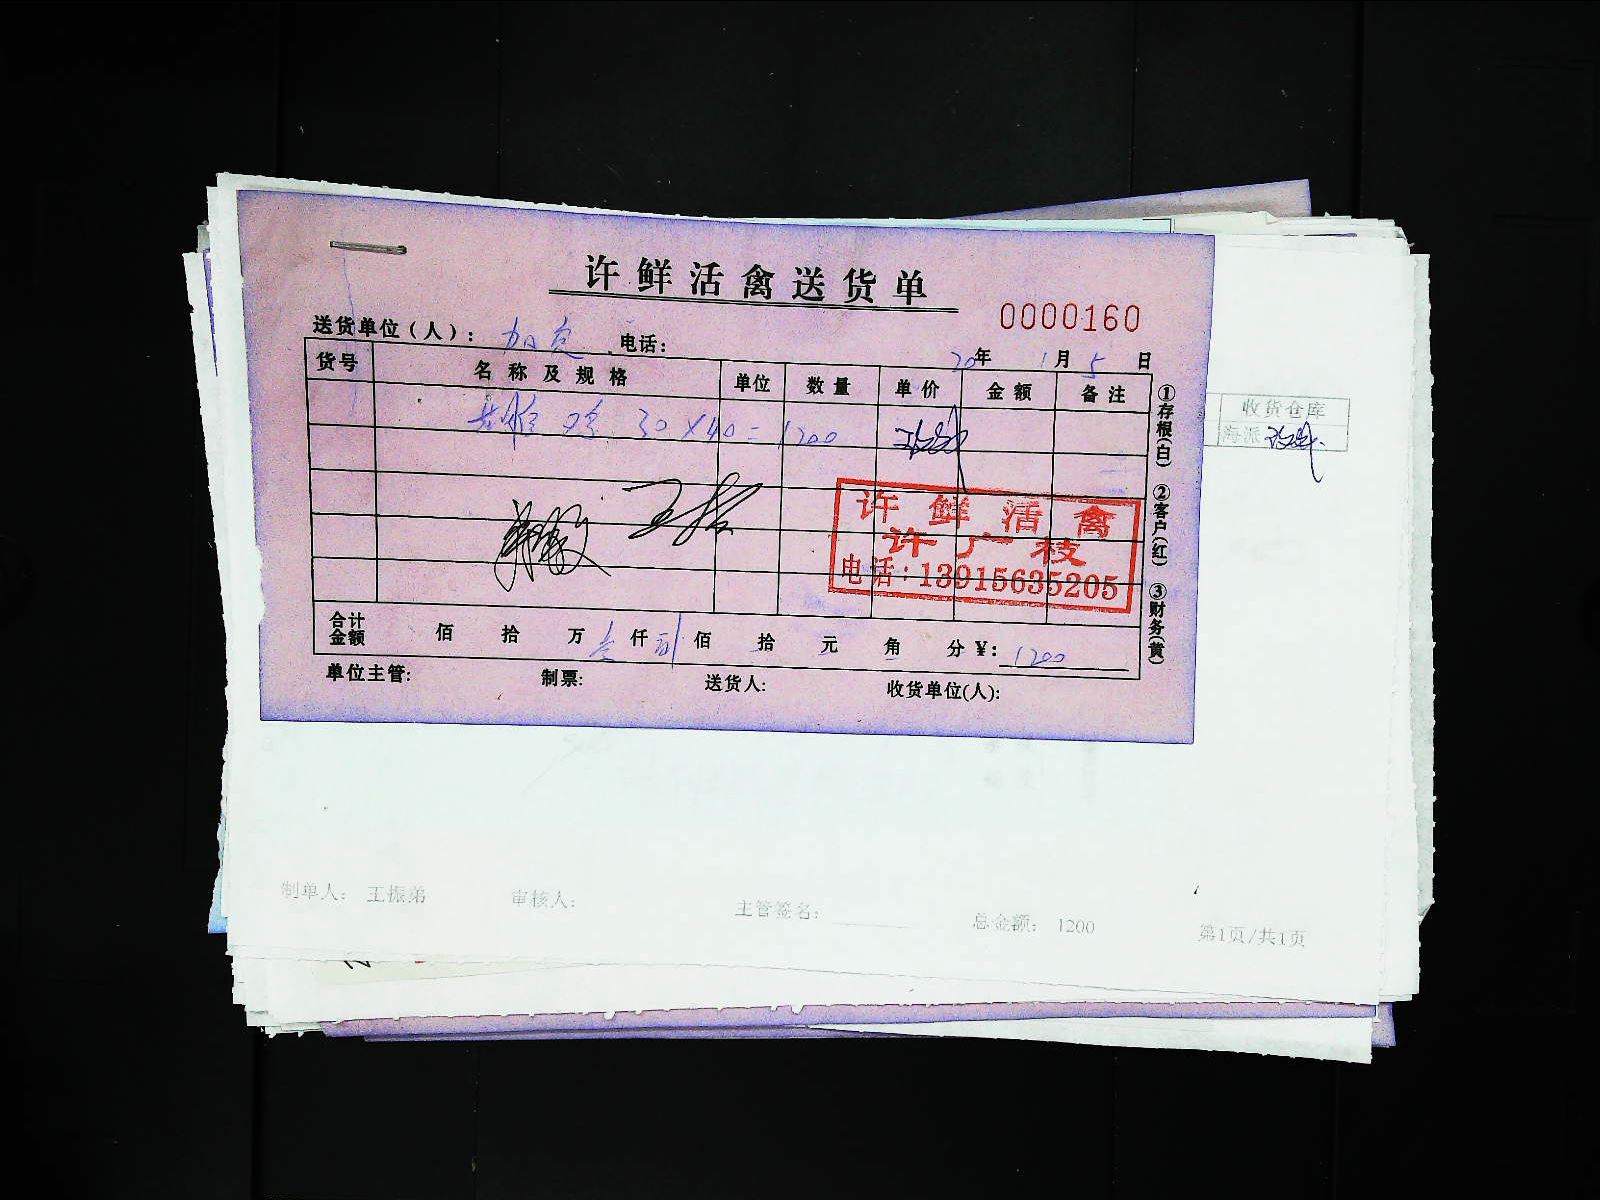 许鲜活禽送货单
0000160
送货单位(人): 电话:
20年 1月 5日
货号 名称及规格 单位 数量 单价 金额 备注
30×40=1200
许鲜活禽
许广枝
电话:13915635205
合计金额 佰 拾 万 壹仟 佰 拾 元 角 分 ¥: 1200
单位主管: 制票: 送货人: 收货单位(人):
①存根(白) ②客户(红) ③财务(黄)
收货仓库
海派
制单人: 王振弟 审核人: 主管签名: 总金额: 1200 第1页/共1页